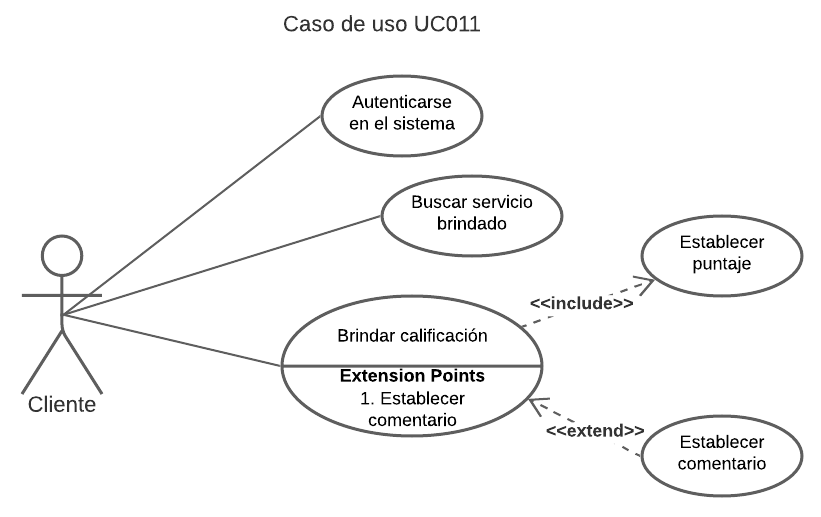 Caso de uso UC011
Autenticarse
en el sistema
Buscar servicio
brindado
Establecer
puntaje
<<include>>
Brindar calificación
Extension Points
1. Establecer
comentario
<<extend>>
Establecer
comentario
Cliente